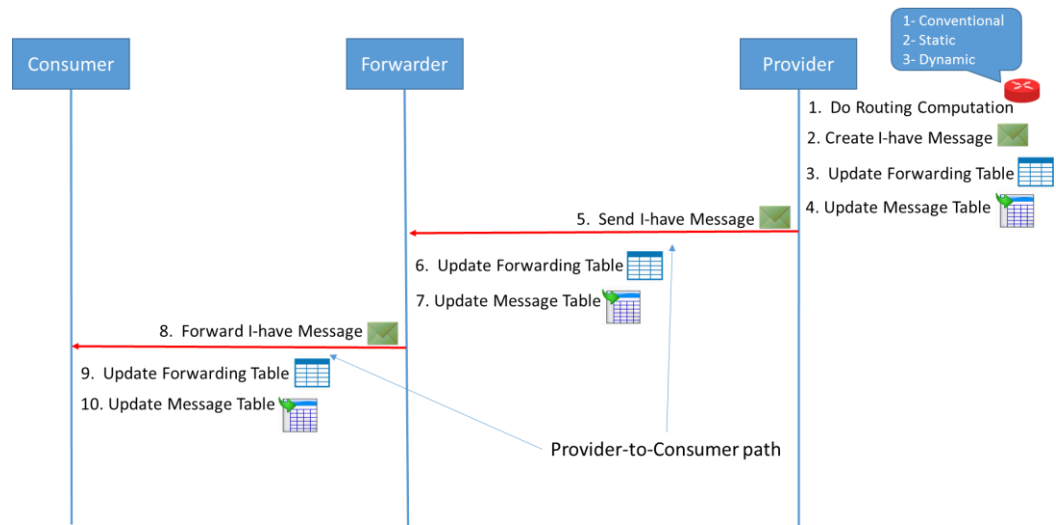 1- Conventional
2- Static
3- Dynamic
Consumer
Forwarder
Provider
1. Do Routing Computation
2. Create I-have Message
3. Update Forwarding Table
4. Update Message Table
5. Send I-have Message
6. Update Forwarding Table
7. Update Message Table
8. Forward I-have Message
9. Update Forwarding Table
10. Update Message Table
Provider-to-Consumer path